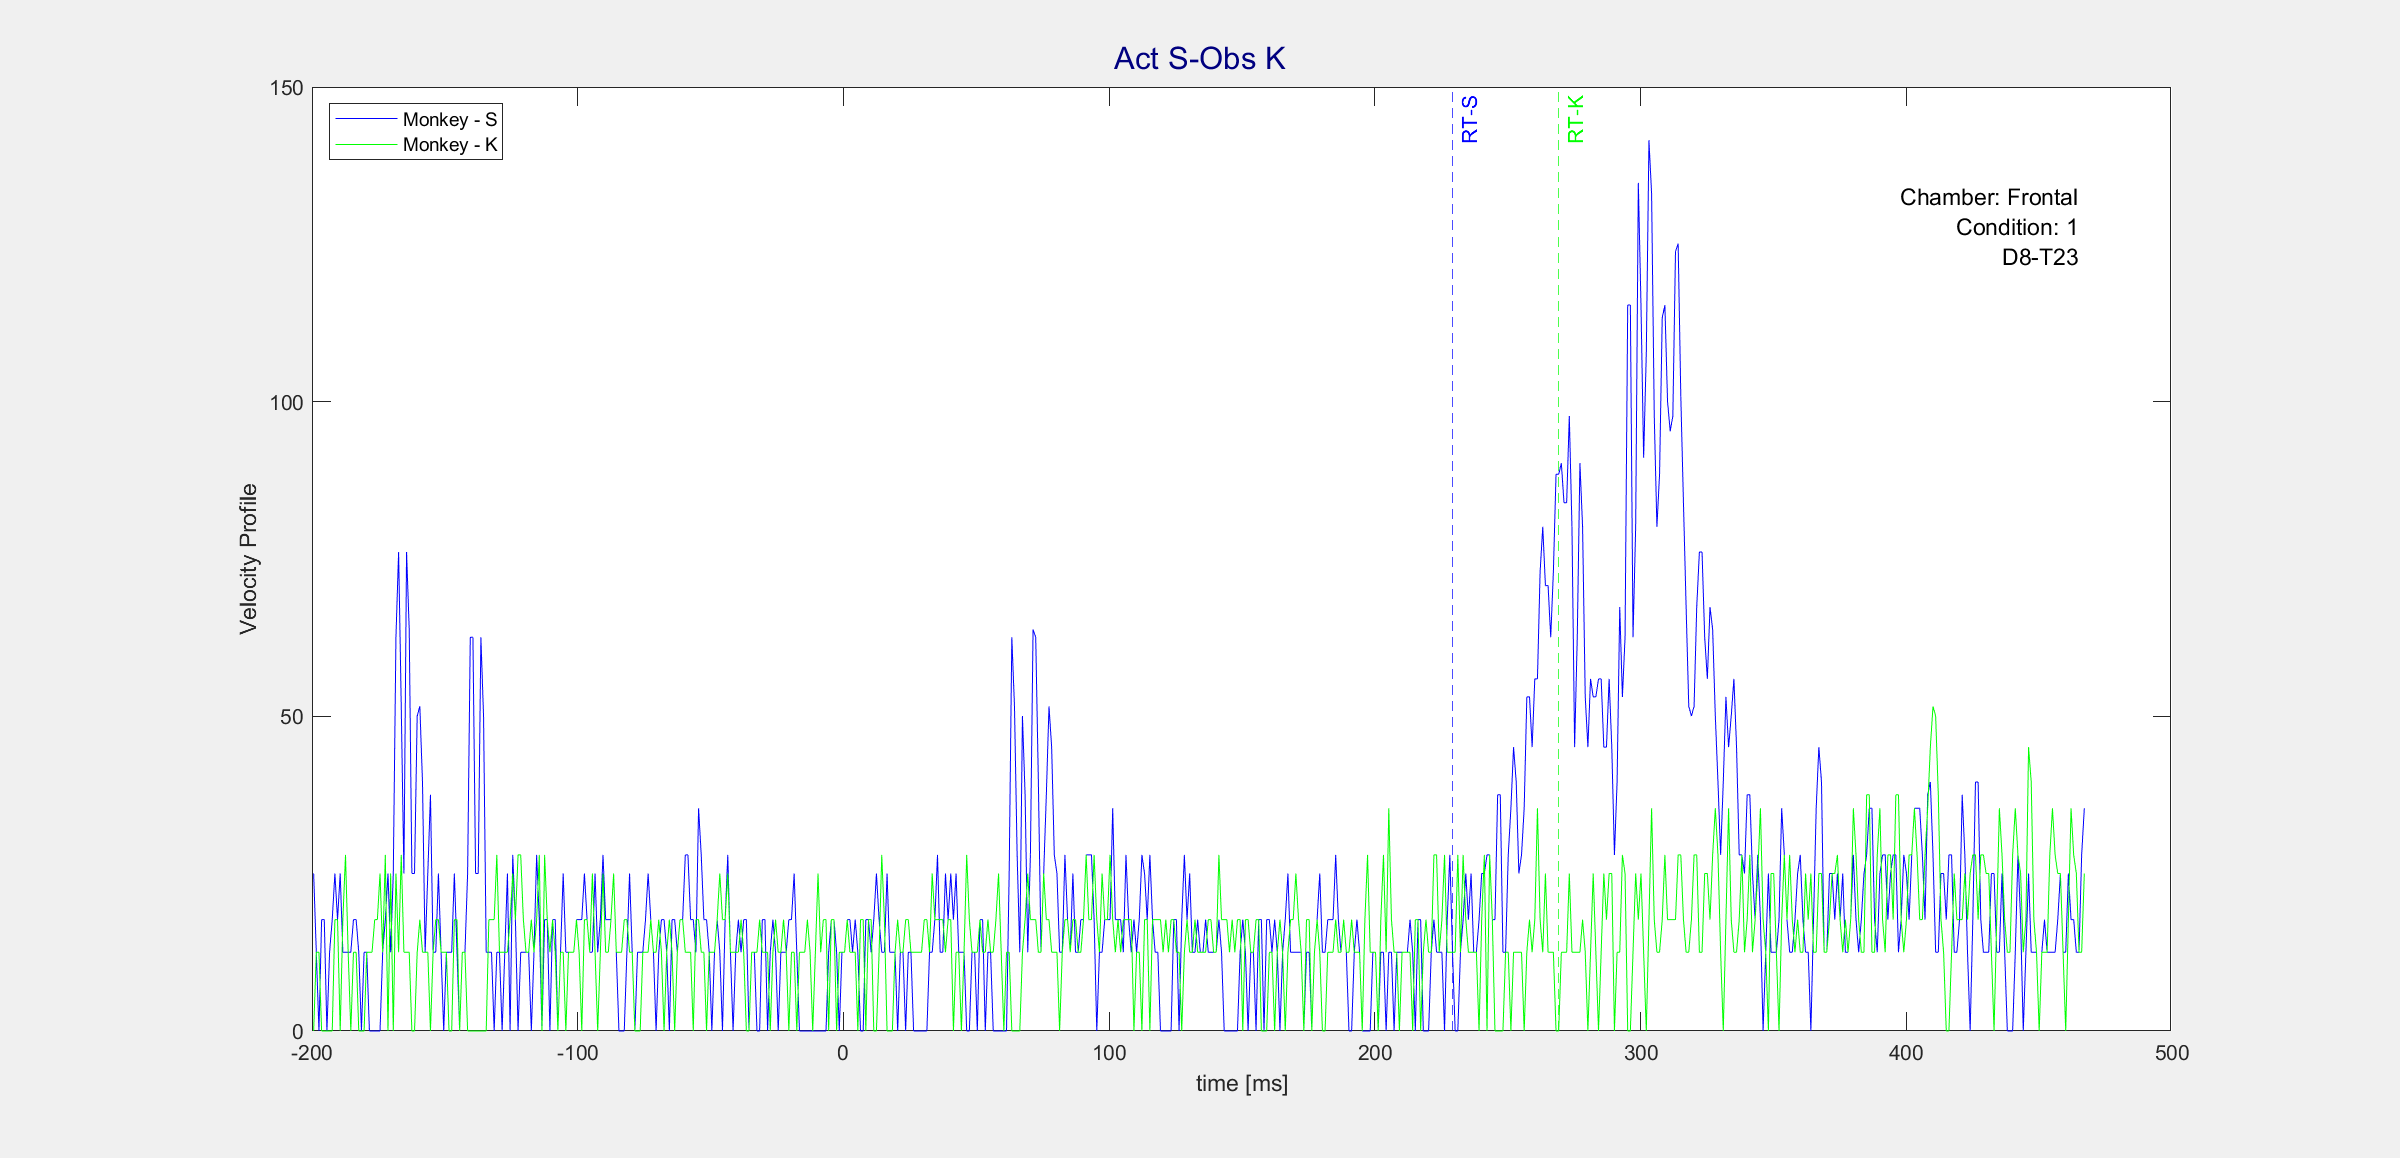 Act S-Obs K
150
100
50
0
Velocity Profile
Monkey - S
Monkey - K
RT-S
RT-K
Chamber: Frontal
Condition: 1
D8-T23
-200
-100
0
100
200
300
400
500
time [ms]